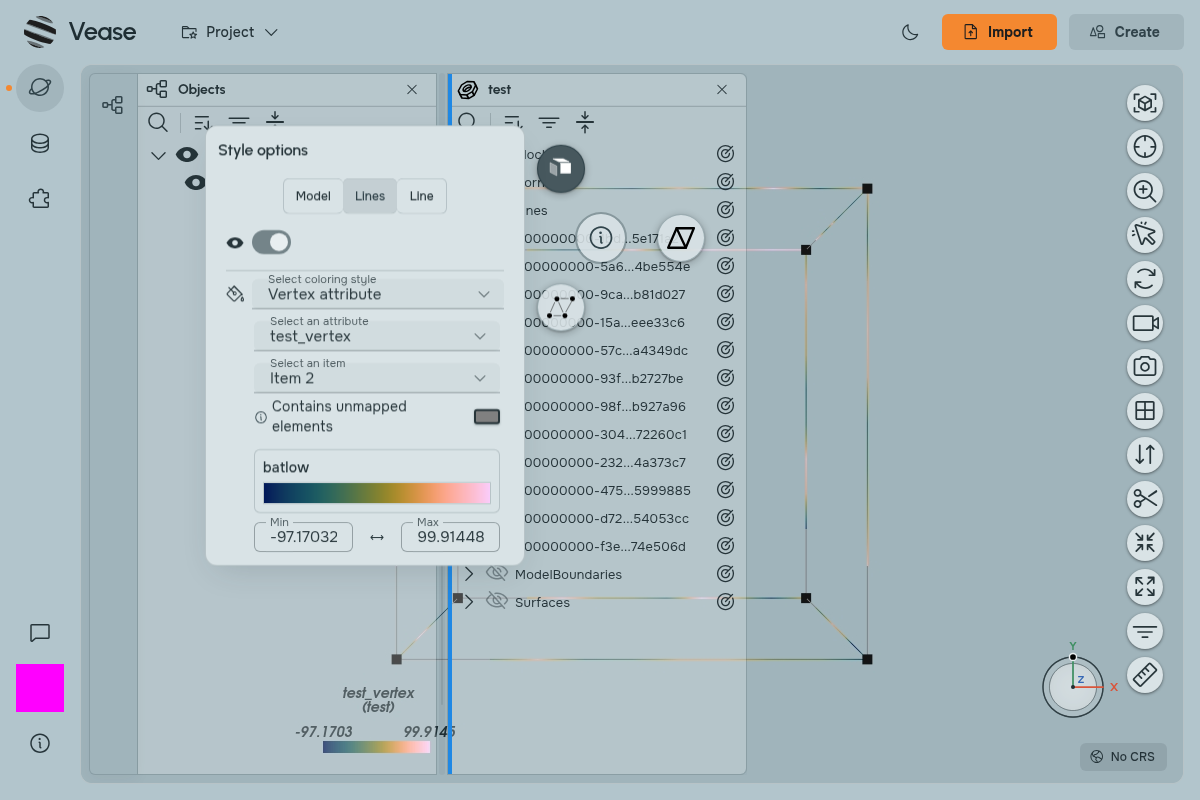 Vease
Project
Import
Create
Objects
test
Style options
Model
Lines
Line
Select coloring style
Vertex attribute
Select an attribute
test_vertex
Select an item
Item 2
Contains unmapped
elements
batlow
Min
-97.17032
Max
99.91448
00000000-5a6...4be554e
00000000-9ca...b81d027
00000000-15a...eee33c6
00000000-57c...a4349dc
00000000-93f...b2727be
00000000-98f...b927a96
00000000-304...72260c1
00000000-232...4a373c7
00000000-475...5999885
00000000-d72...54053cc
00000000-f3e...74e506d
ModelBoundaries
Surfaces
test_vertex
(test)
-97.1703
99.9145
Y
Z
X
No CRS